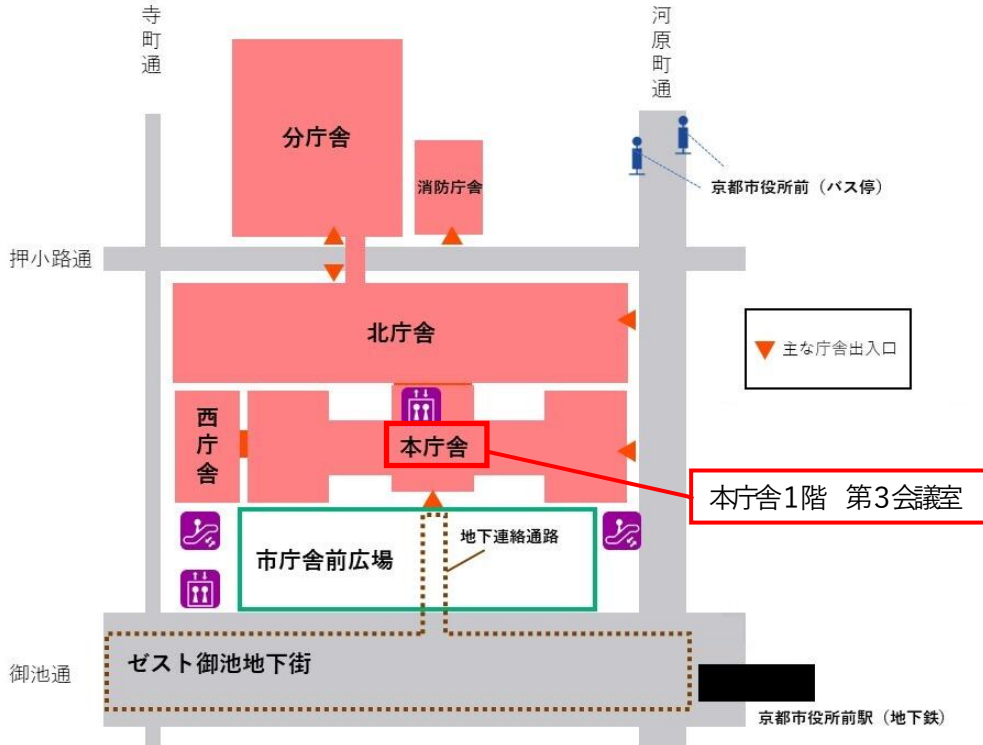 寺町通
河原町通
分庁舎
消防庁舎
京都市役所前（バス停）
押小路通
北庁舎
主な庁舎出入口
西庁舎
本庁舎
本庁舎1階　第3会議室
地下連絡通路
市庁舎前広場
ゼスト御池地下街
御池通
京都市役所前駅（地下鉄）